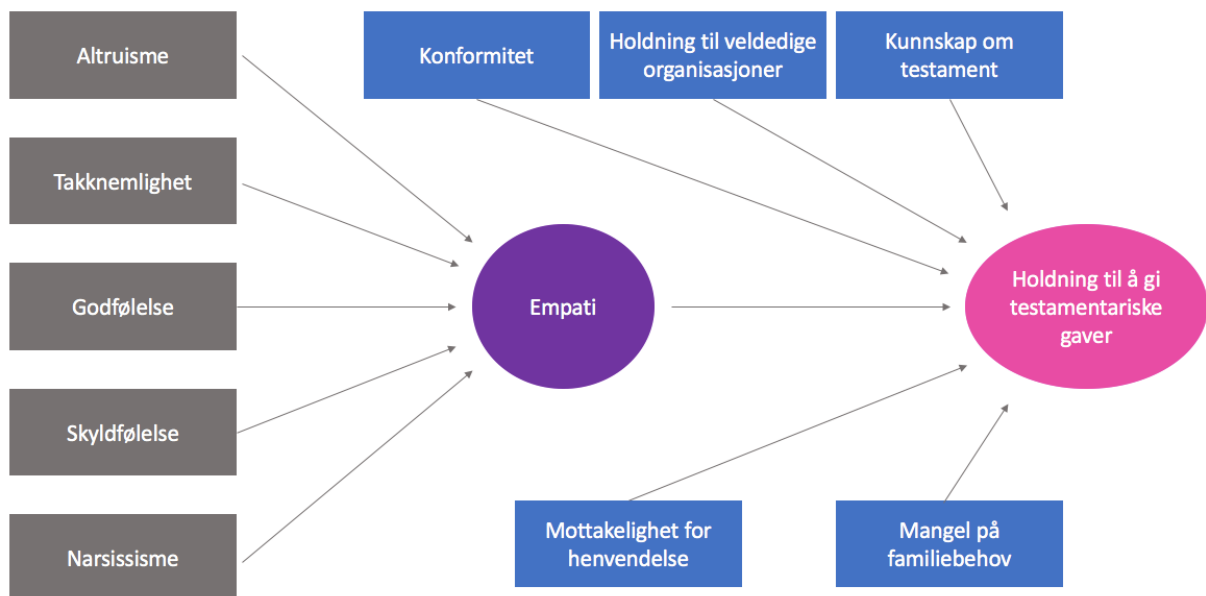 Altruisme
Konformitet
Holdning til veldedige
organisasjoner
Kunnskap om
testament
Takknemlighet
Godfølelse
Empati
Holdning til å gi
testamentariske
gaver
Skyldfølelse
Narsissisme
Mottakelighet for
henvendelse
Mangel på
familiebehov